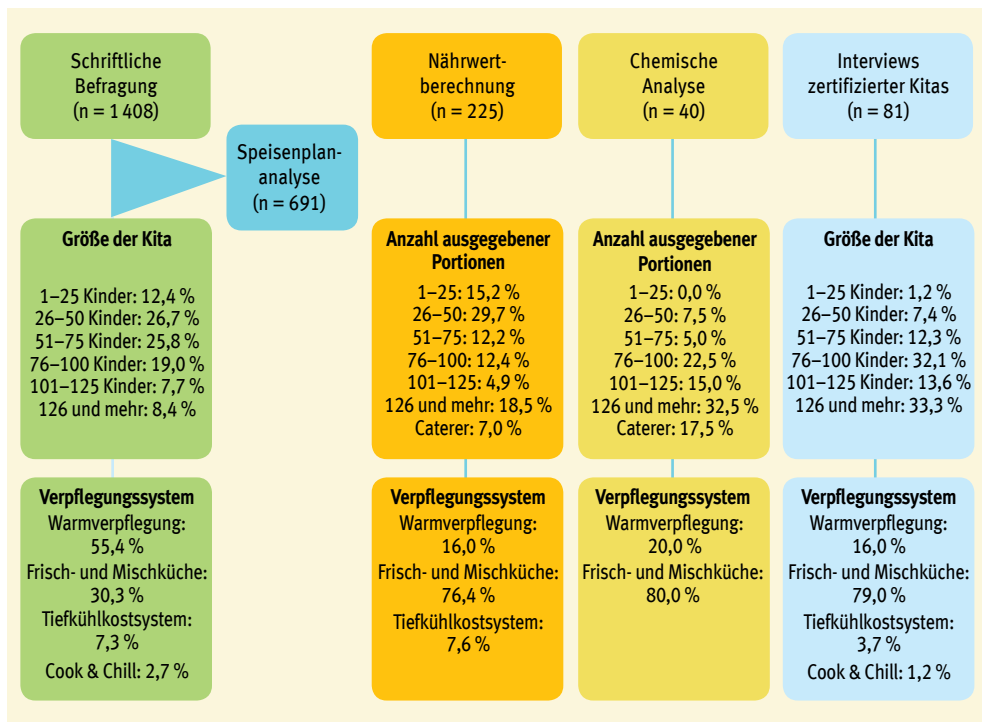 Schriftliche
Befragung
(n = 1 408)
Speisenplan-
analyse
(n = 691)
Nährwert-
berechnung
(n = 225)
Chemische
Analyse
(n = 40)
Interviews
zertifizierter Kitas
(n = 81)
Größe der Kita
1–25 Kinder: 12,4 %
26–50 Kinder: 26,7 %
51–75 Kinder: 25,8 %
76–100 Kinder: 19,0 %
101–125 Kinder: 7,7 %
126 und mehr: 8,4 %
Anzahl ausgegebener
Portionen
1–25: 15,2 %
26–50: 29,7 %
51–75: 12,2 %
76–100: 12,4 %
101–125: 4,9 %
126 und mehr: 18,5 %
Caterer: 7,0 %
Anzahl ausgegebener
Portionen
1–25: 0,0 %
26–50: 7,5 %
51–75: 5,0 %
76–100: 22,5 %
101–125: 15,0 %
126 und mehr: 32,5 %
Caterer: 17,5 %
Größe der Kita
1–25 Kinder: 1,2 %
26–50 Kinder: 7,4 %
51–75 Kinder: 12,3 %
76–100 Kinder: 32,1 %
101–125 Kinder: 13,6 %
126 und mehr: 33,3 %
Verpflegungssystem
Warmverpflegung:
55,4 %
Frisch- und Mischküche:
30,3 %
Tiefkühlkostsystem:
7,3 %
Cook & Chill: 2,7 %
Verpflegungssystem
Warmverpflegung:
16,0 %
Frisch- und Mischküche:
76,4 %
Tiefkühlkostsystem:
7,6 %
Verpflegungssystem
Warmverpflegung:
20,0 %
Frisch- und Mischküche:
80,0 %
Verpflegungssystem
Warmverpflegung:
16,0 %
Frisch- und Mischküche:
79,0 %
Tiefkühlkostsystem:
3,7 %
Cook & Chill: 1,2 %